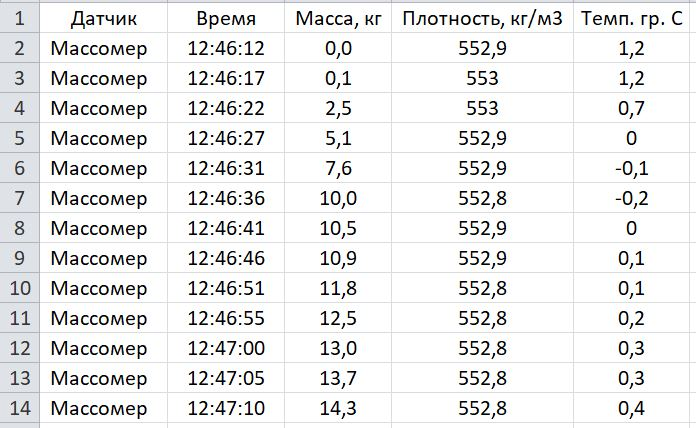 1 Датчик Время Масса, кг Плотность, кг/м3 Темп. гр. С
2 Массомер 12:46:12 0,0 552,9 1,2
3 Массомер 12:46:17 0,1 553 1,2
4 Массомер 12:46:22 2,5 553 0,7
5 Массомер 12:46:27 5,1 552,9 0
6 Массомер 12:46:31 7,6 552,9 -0,1
7 Массомер 12:46:36 10,0 552,8 -0,2
8 Массомер 12:46:41 10,5 552,9 0
9 Массомер 12:46:46 10,9 552,9 0,1
10 Массомер 12:46:51 11,8 552,8 0,1
11 Массомер 12:46:55 12,5 552,8 0,2
12 Массомер 12:47:00 13,0 552,8 0,3
13 Массомер 12:47:05 13,7 552,8 0,3
14 Массомер 12:47:10 14,3 552,8 0,4